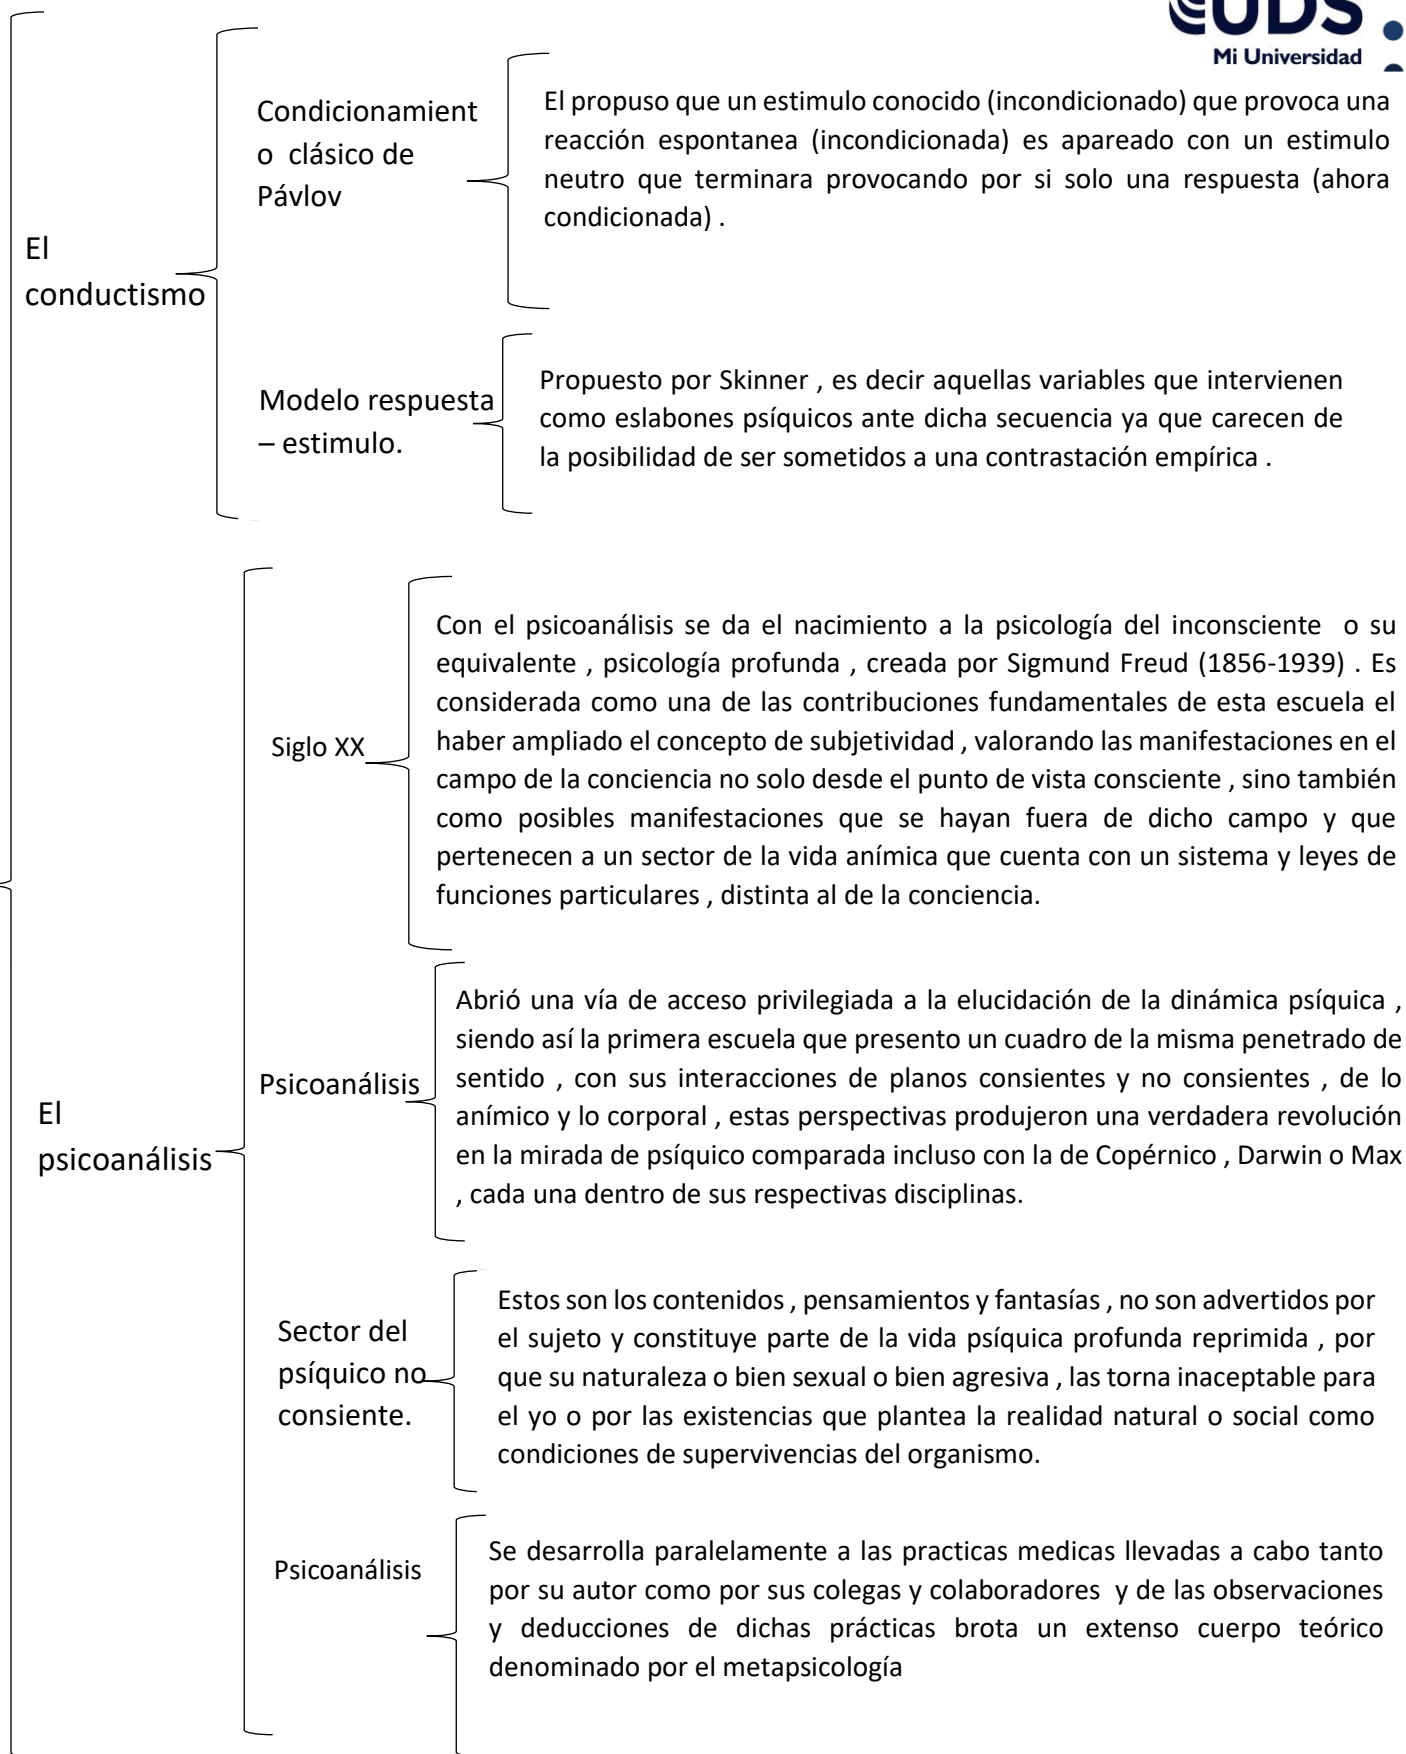 UDS
Mi Universidad
Condicionamient
o clásico de
Pávlov
El propuso que un estimulo conocido (incondicionado) que provoca una
reacción espontanea (incondicionada) es apareado con un estimulo
neutro que terminara provocando por si solo una respuesta (ahora
condicionada) .
El
conductismo
Modelo respuesta
– estimulo.
Propuesto por Skinner , es decir aquellas variables que intervienen
como eslabones psíquicos ante dicha secuencia ya que carecen de
la posibilidad de ser sometidos a una contrastación empírica .
Siglo XX
Con el psicoanálisis se da el nacimiento a la psicología del inconsciente o su
equivalente , psicología profunda , creada por Sigmund Freud (1856-1939) . Es
considerada como una de las contribuciones fundamentales de esta escuela el
haber ampliado el concepto de subjetividad , valorando las manifestaciones en el
campo de la conciencia no solo desde el punto de vista consciente , sino también
como posibles manifestaciones que se hayan fuera de dicho campo y que
pertenecen a un sector de la vida anímica que cuenta con un sistema y leyes de
funciones particulares , distinta al de la conciencia.
El
psicoanálisis
Psicoanálisis
Abrió una vía de acceso privilegiada a la elucidación de la dinámica psíquica ,
siendo así la primera escuela que presento un cuadro de la misma penetrado de
sentido , con sus interacciones de planos consientes y no consientes , de lo
anímico y lo corporal , estas perspectivas produjeron una verdadera revolución
en la mirada de psíquico comparada incluso con la de Copérnico , Darwin o Max
, cada una dentro de sus respectivas disciplinas.
Sector del
psíquico no
consiente.
Estos son los contenidos , pensamientos y fantasías , no son advertidos por
el sujeto y constituye parte de la vida psíquica profunda reprimida , por
que su naturaleza o bien sexual o bien agresiva , las torna inaceptable para
el yo o por las existencias que plantea la realidad natural o social como
condiciones de supervivencias del organismo.
Psicoanálisis
Se desarrolla paralelamente a las practicas medicas llevadas a cabo tanto
por su autor como por sus colegas y colaboradores y de las observaciones
y deducciones de dichas prácticas brota un extenso cuerpo teórico
denominado por el metapsicología